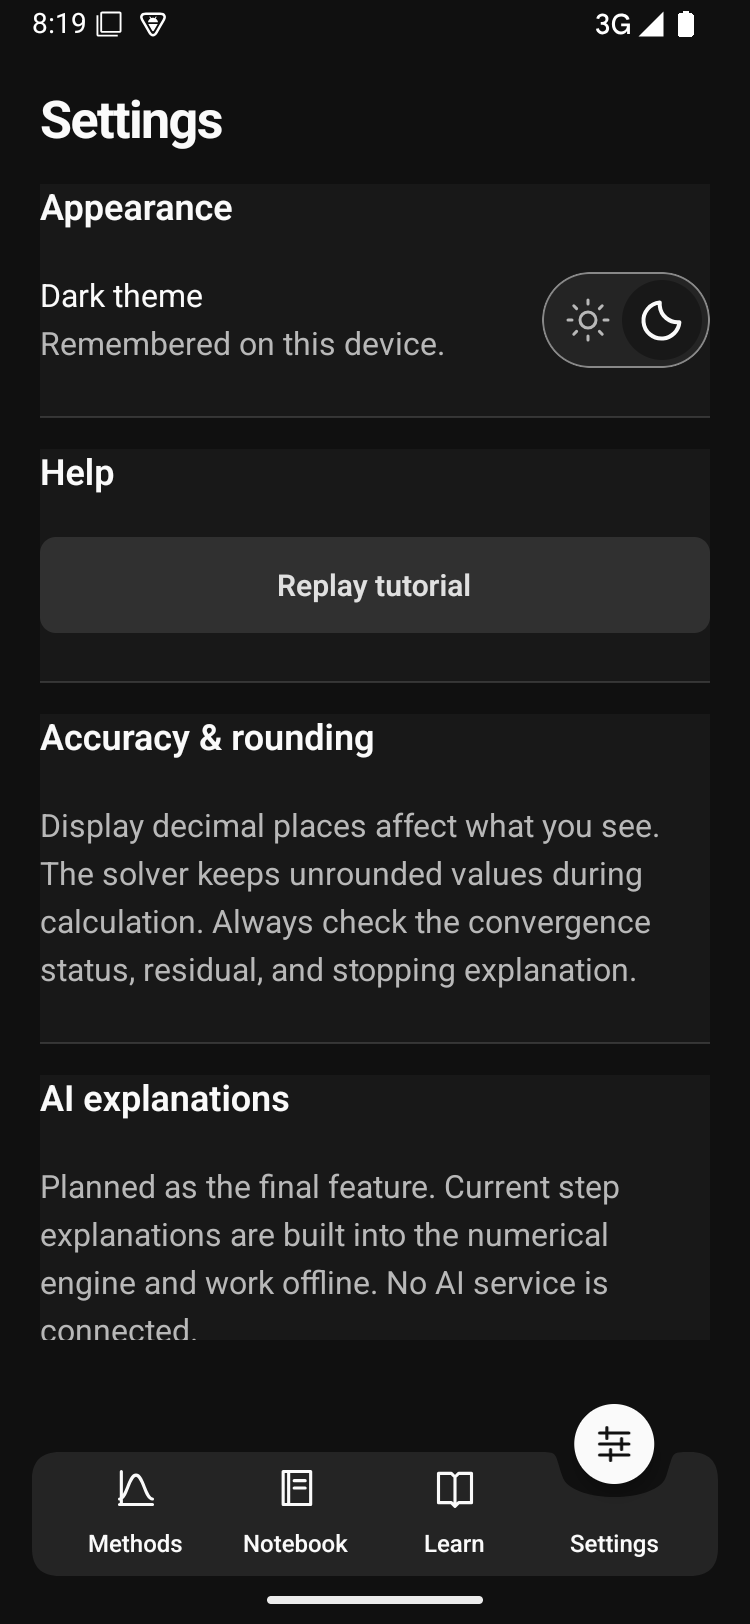 8:19
3G
Settings
Appearance
Dark theme
Remembered on this device.
Help
Replay tutorial
Accuracy & rounding
Display decimal places affect what you see.
The solver keeps unrounded values during
calculation. Always check the convergence
status, residual, and stopping explanation.
AI explanations
Planned as the final feature. Current step
explanations are built into the numerical
engine and work offline. No AI service is
connected.
Methods
Notebook
Learn
Settings